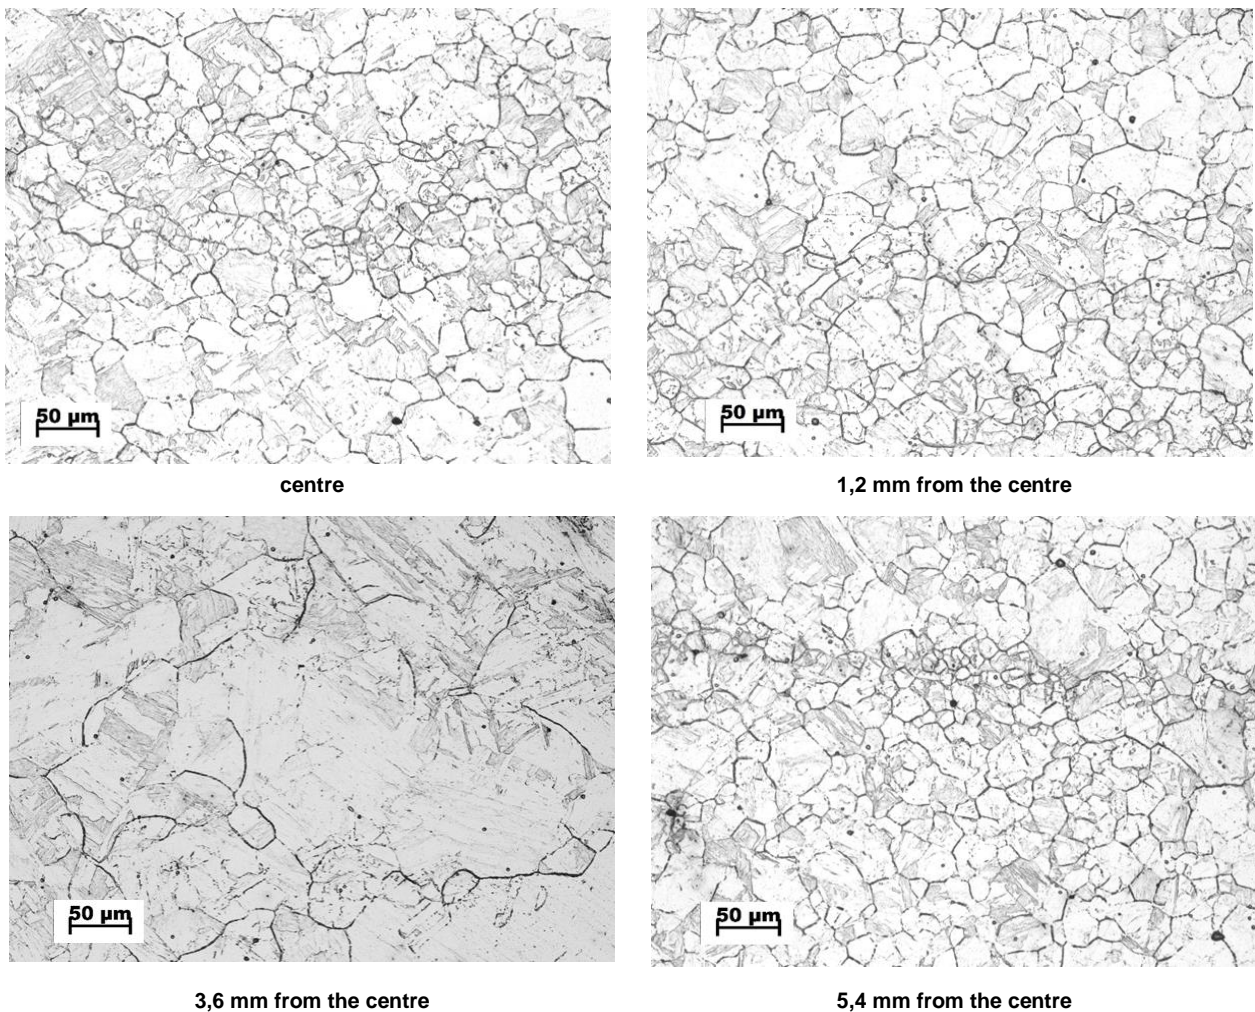 50 µm
50 µm
centre
1,2 mm from the centre
50 µm
50 µm
3,6 mm from the centre
5,4 mm from the centre